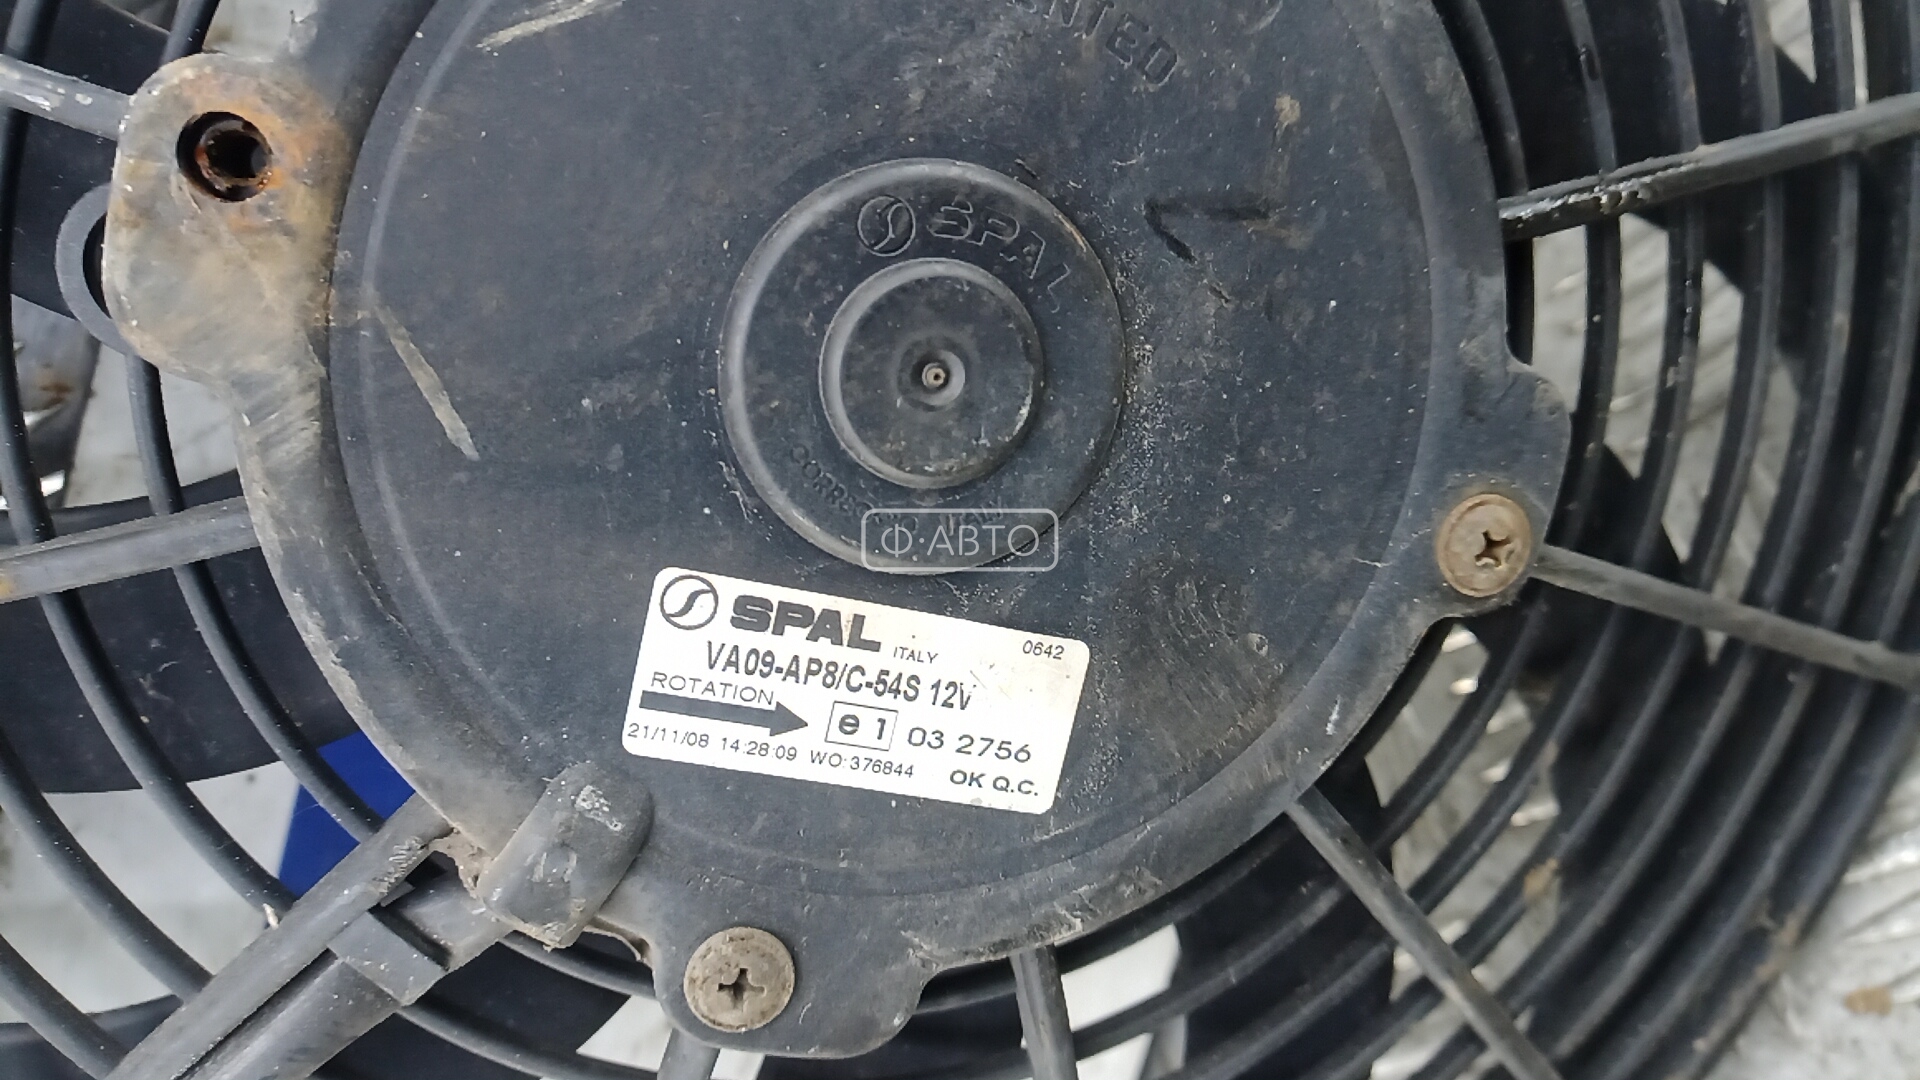 SPAL
Ф·АВТО
SPAL ITALY 0642
VA09-AP8/C-54S 12V
ROTATION
e1 03 2756
21/11/08 14:28:09 WO:376844 OK Q.C.